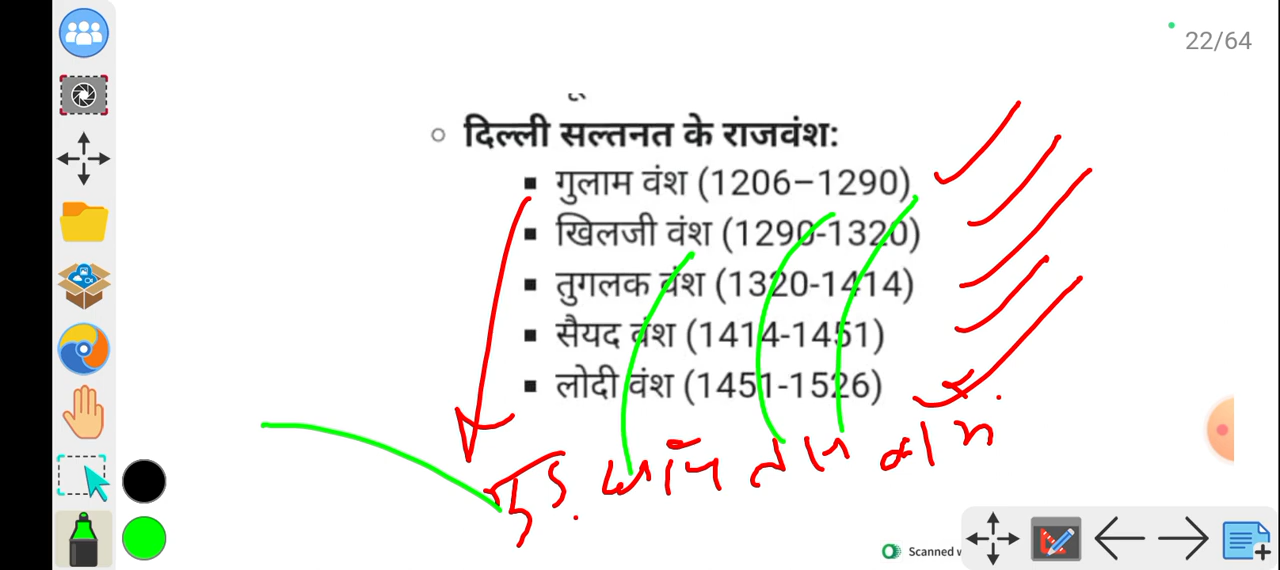 22/64
दिल्ली सल्तनत के राजवंश:
गुलाम वंश (1206–1290)
खिलजी वंश (1290-1320)
तुगलक वंश (1320-1414)
सैयद वंश (1414-1451)
लोदी वंश (1451-1526)
Scanned